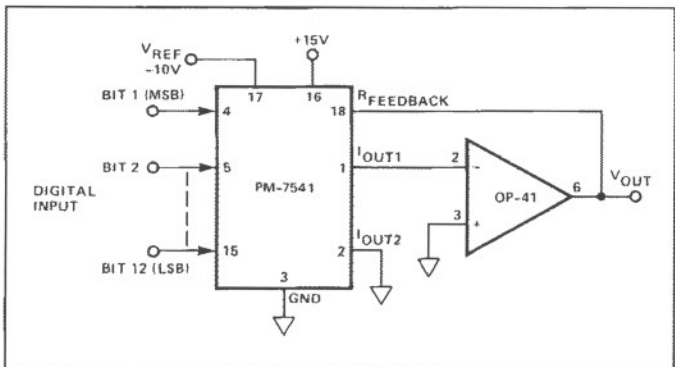 +15V
VREF
-10V
BIT 1 (MSB)
BIT 2
DIGITAL
INPUT
BIT 12 (LSB)
17
16
4
5
15
18
1
2
3
PM-7541
GND
RFEEDBACK
IOUT1
IOUT2
2
-
3
+
OP-41
6
VOUT